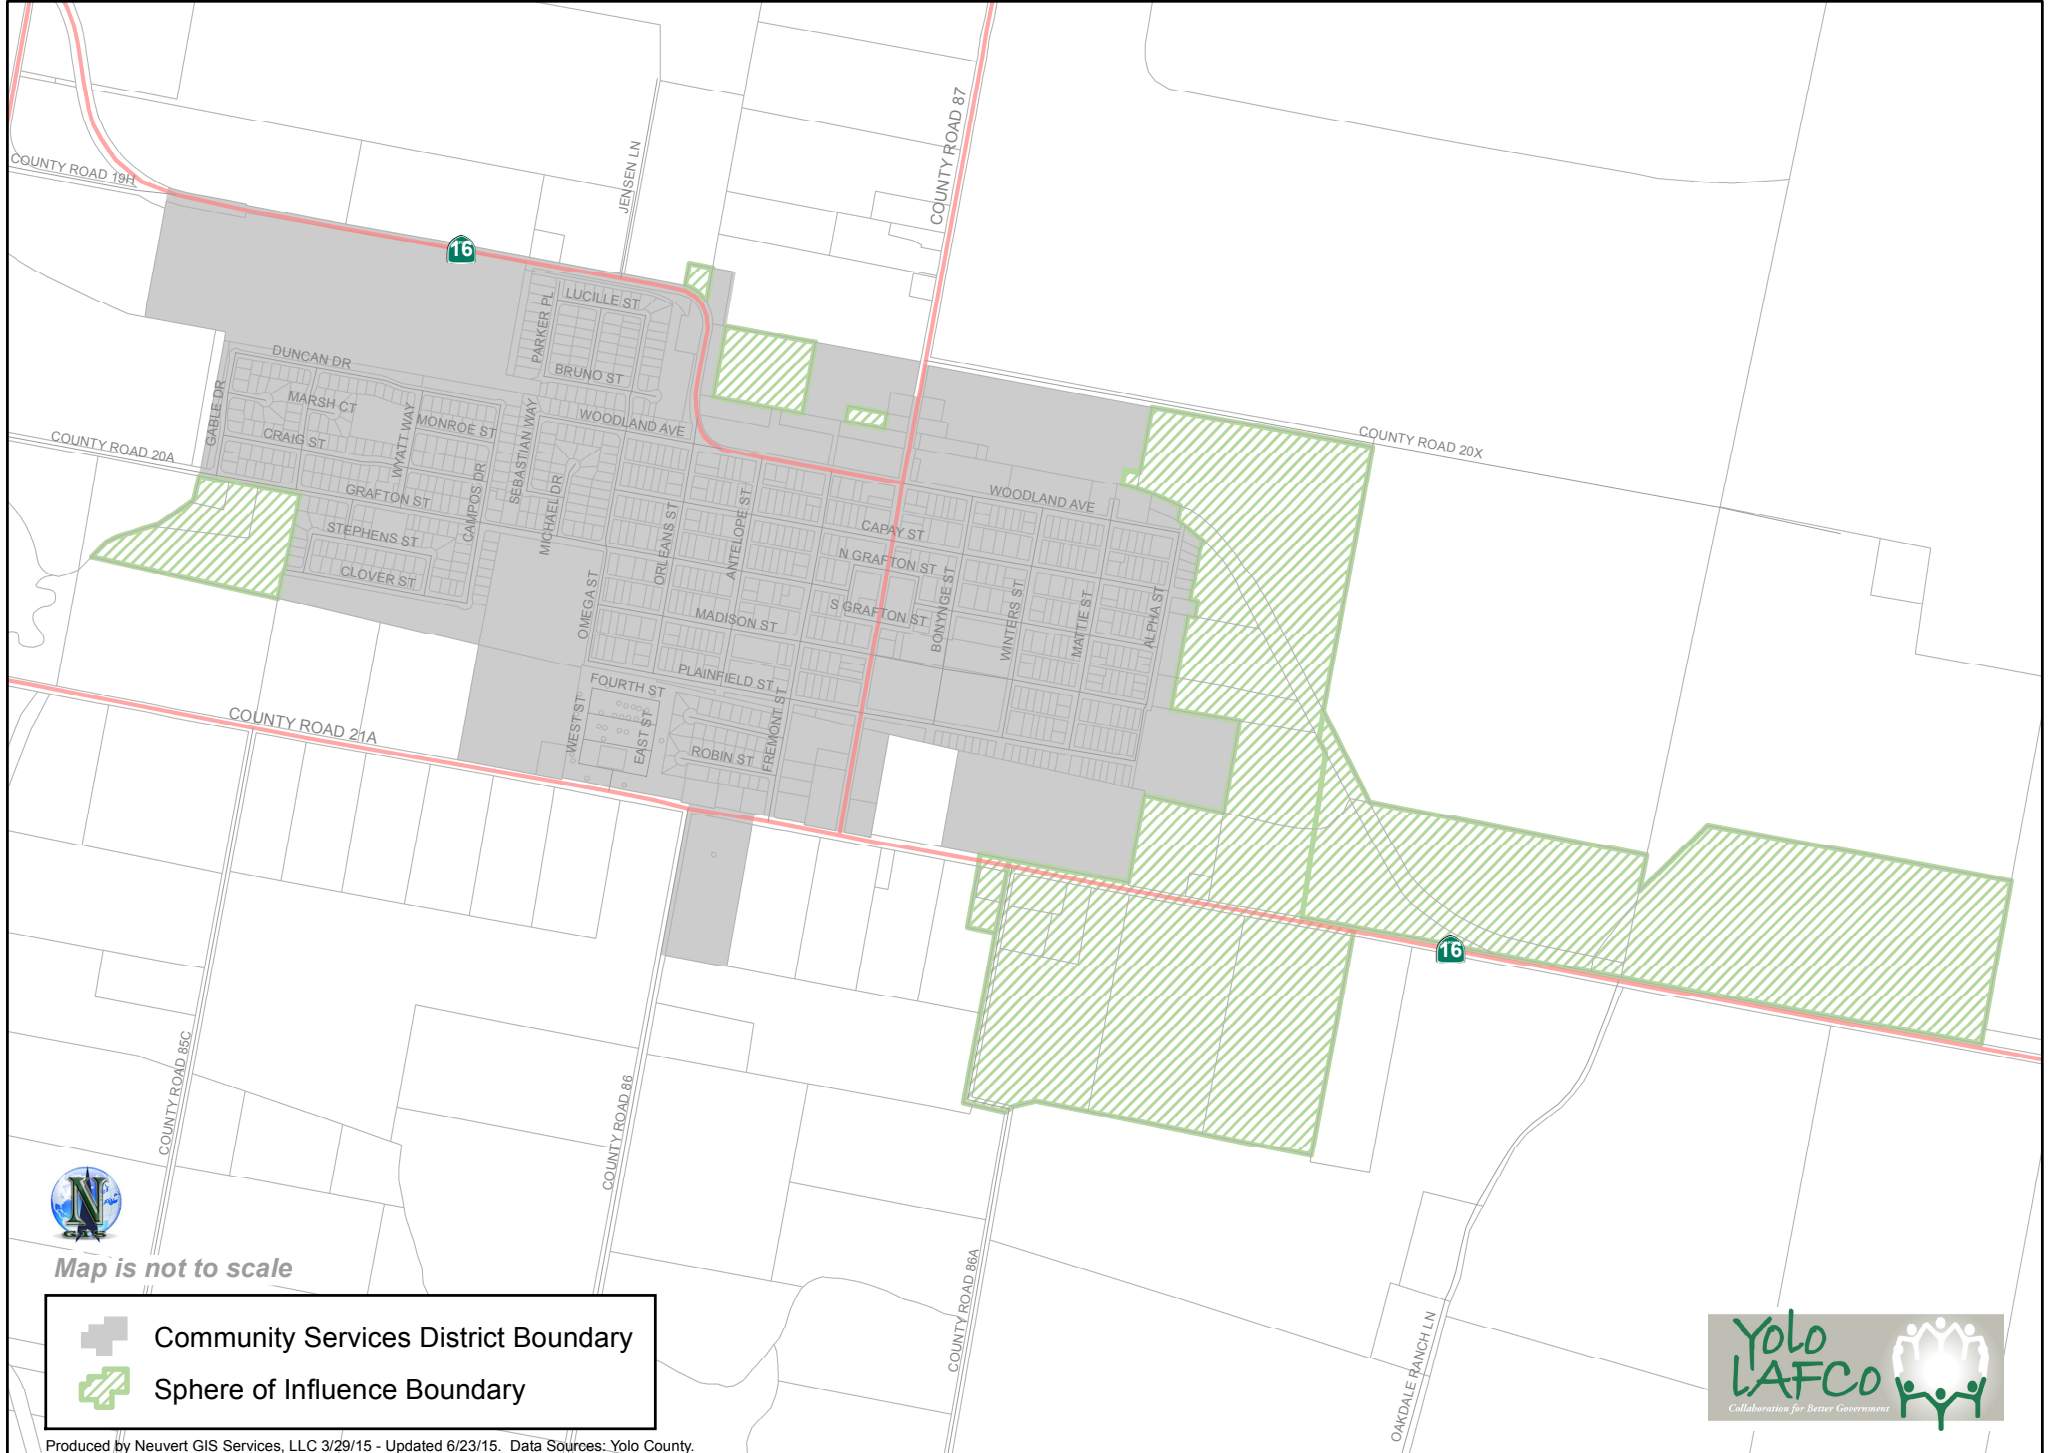 COUNTY ROAD 87
JENSEN LN
COUNTY ROAD 19H
16
LUCILLE ST
PARKER PL
DUNCAN DR
BRUNO ST
GABLE DR
MARSH CT
WYATT WAY
MONROE ST
SEBASTIAN WAY
WOODLAND AVE
CRAIG ST
COUNTY ROAD 20A
COUNTY ROAD 20X
CAMPOS DR
MICHAEL DR
GRAFTON ST
ORLEANS ST
ANTELOPE ST
WOODLAND AVE
STEPHENS ST
CAPAY ST
N GRAFTON ST
CLOVER ST
OMEGA ST
MADISON ST
S GRAFTON ST
BONYNGE ST
WINTERS ST
MATTIE ST
ALPHA ST
PLAINFIELD ST
FOURTH ST
WEST ST
EAST ST
FREMONT ST
ROBIN ST
COUNTY ROAD 21A
16
COUNTY ROAD 85C
COUNTY ROAD 86
COUNTY ROAD 86A
OAKDALE RANCH LN
N
GIS
Map is not to scale
Community Services District Boundary
Sphere of Influence Boundary
Yolo
LAFCo
Collaboration for Better Government
Produced by Neuvert GIS Services, LLC 3/29/15 - Updated 6/23/15. Data Sources: Yolo County.